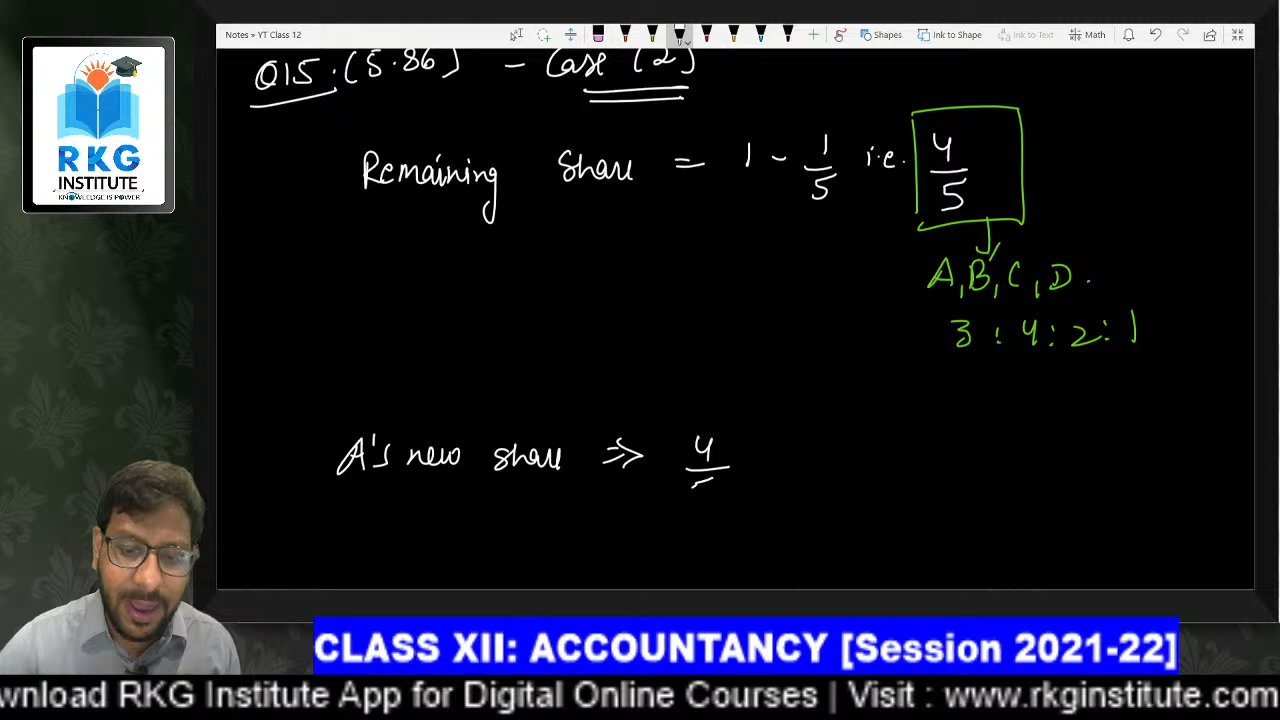 Notes » YT Class 12
Shapes
Ink to Shape
Ink to Text
Math
Q15. (5.86) - Case (2)
RKG
INSTITUTE
KNOWLEDGE IS POWER
Remaining Share = 1 - 1/5 i.e. 4/5
A, B, C, D.
3 : 4 : 2 : 1
A's new share ⇒ 4/5
CLASS XII: ACCOUNTANCY [Session 2021-22]
wnload RKG Institute App for Digital Online Courses | Visit : www.rkginstitute.com